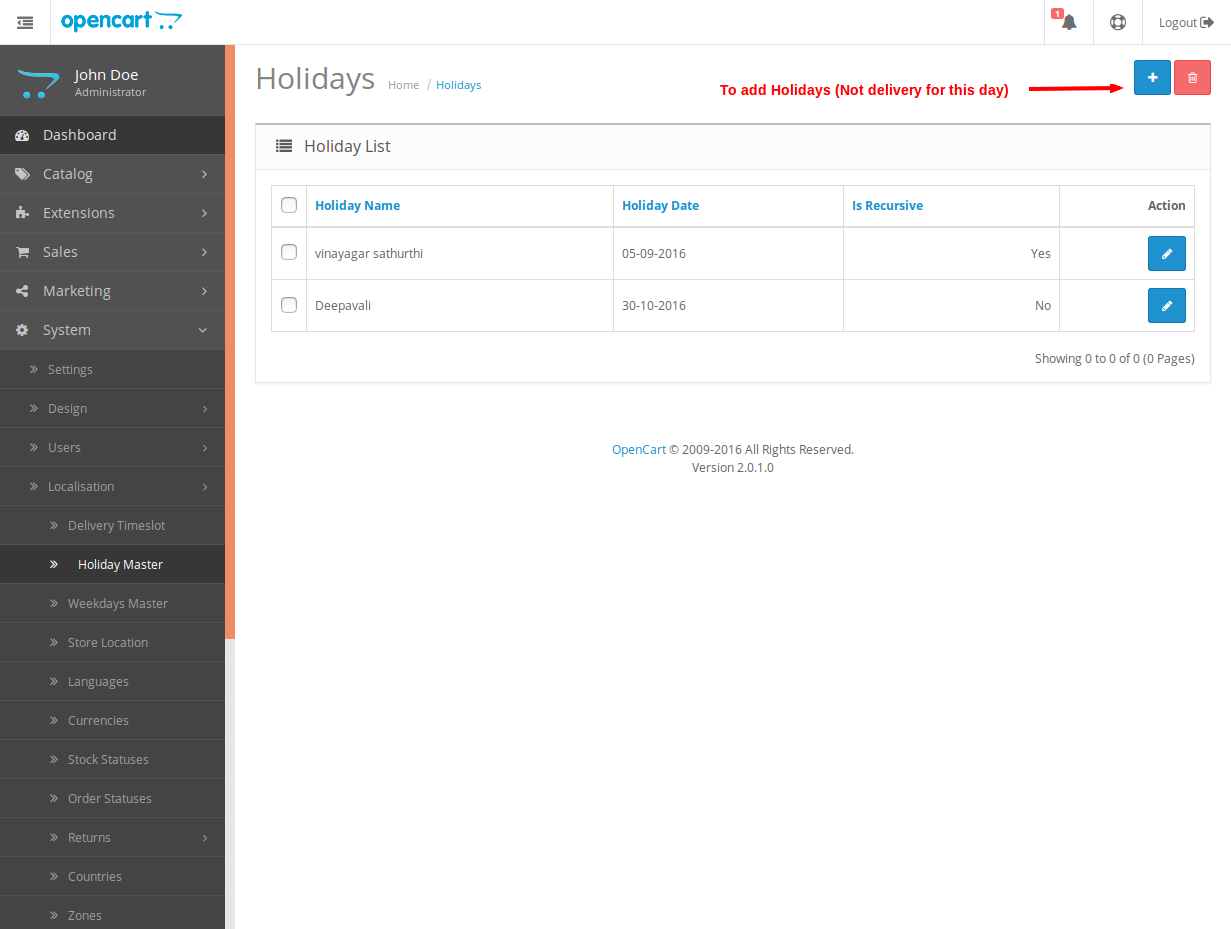 opencart
1
Logout
John Doe
Administrator
Holidays
Home / Holidays
To add Holidays (Not delivery for this day)
Dashboard
Catalog
Extensions
Sales
Marketing
System
Settings
Design
Users
Localisation
Delivery Timeslot
Holiday Master
Weekdays Master
Store Location
Languages
Currencies
Stock Statuses
Order Statuses
Returns
Countries
Zones
Holiday List
Holiday Name Holiday Date Is Recursive Action
vinayagar sathurthi 05-09-2016 Yes
Deepavali 30-10-2016 No
Showing 0 to 0 of 0 (0 Pages)
OpenCart © 2009-2016 All Rights Reserved.
Version 2.0.1.0